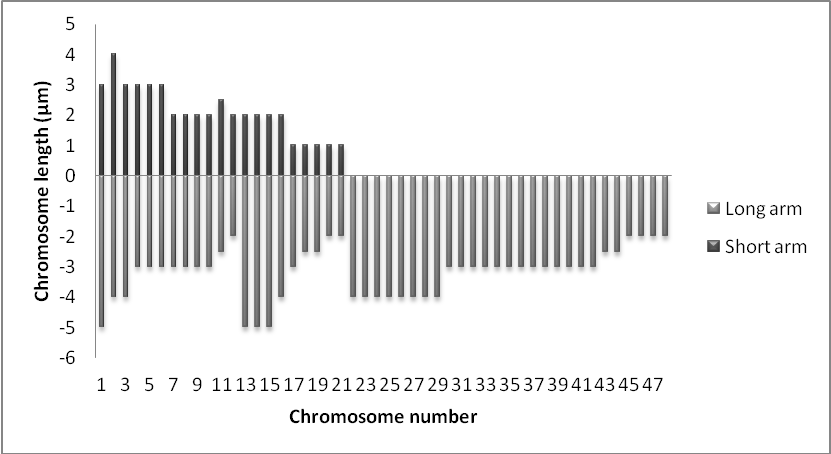 5
4
3
2
1
0
-1
-2
-3
-4
-5
-6
Chromosome length (µm)
1 3 5 7 9 11 13 15 17 19 21 23 25 27 29 31 33 35 37 39 41 43 45 47
Chromosome number
Long arm
Short arm